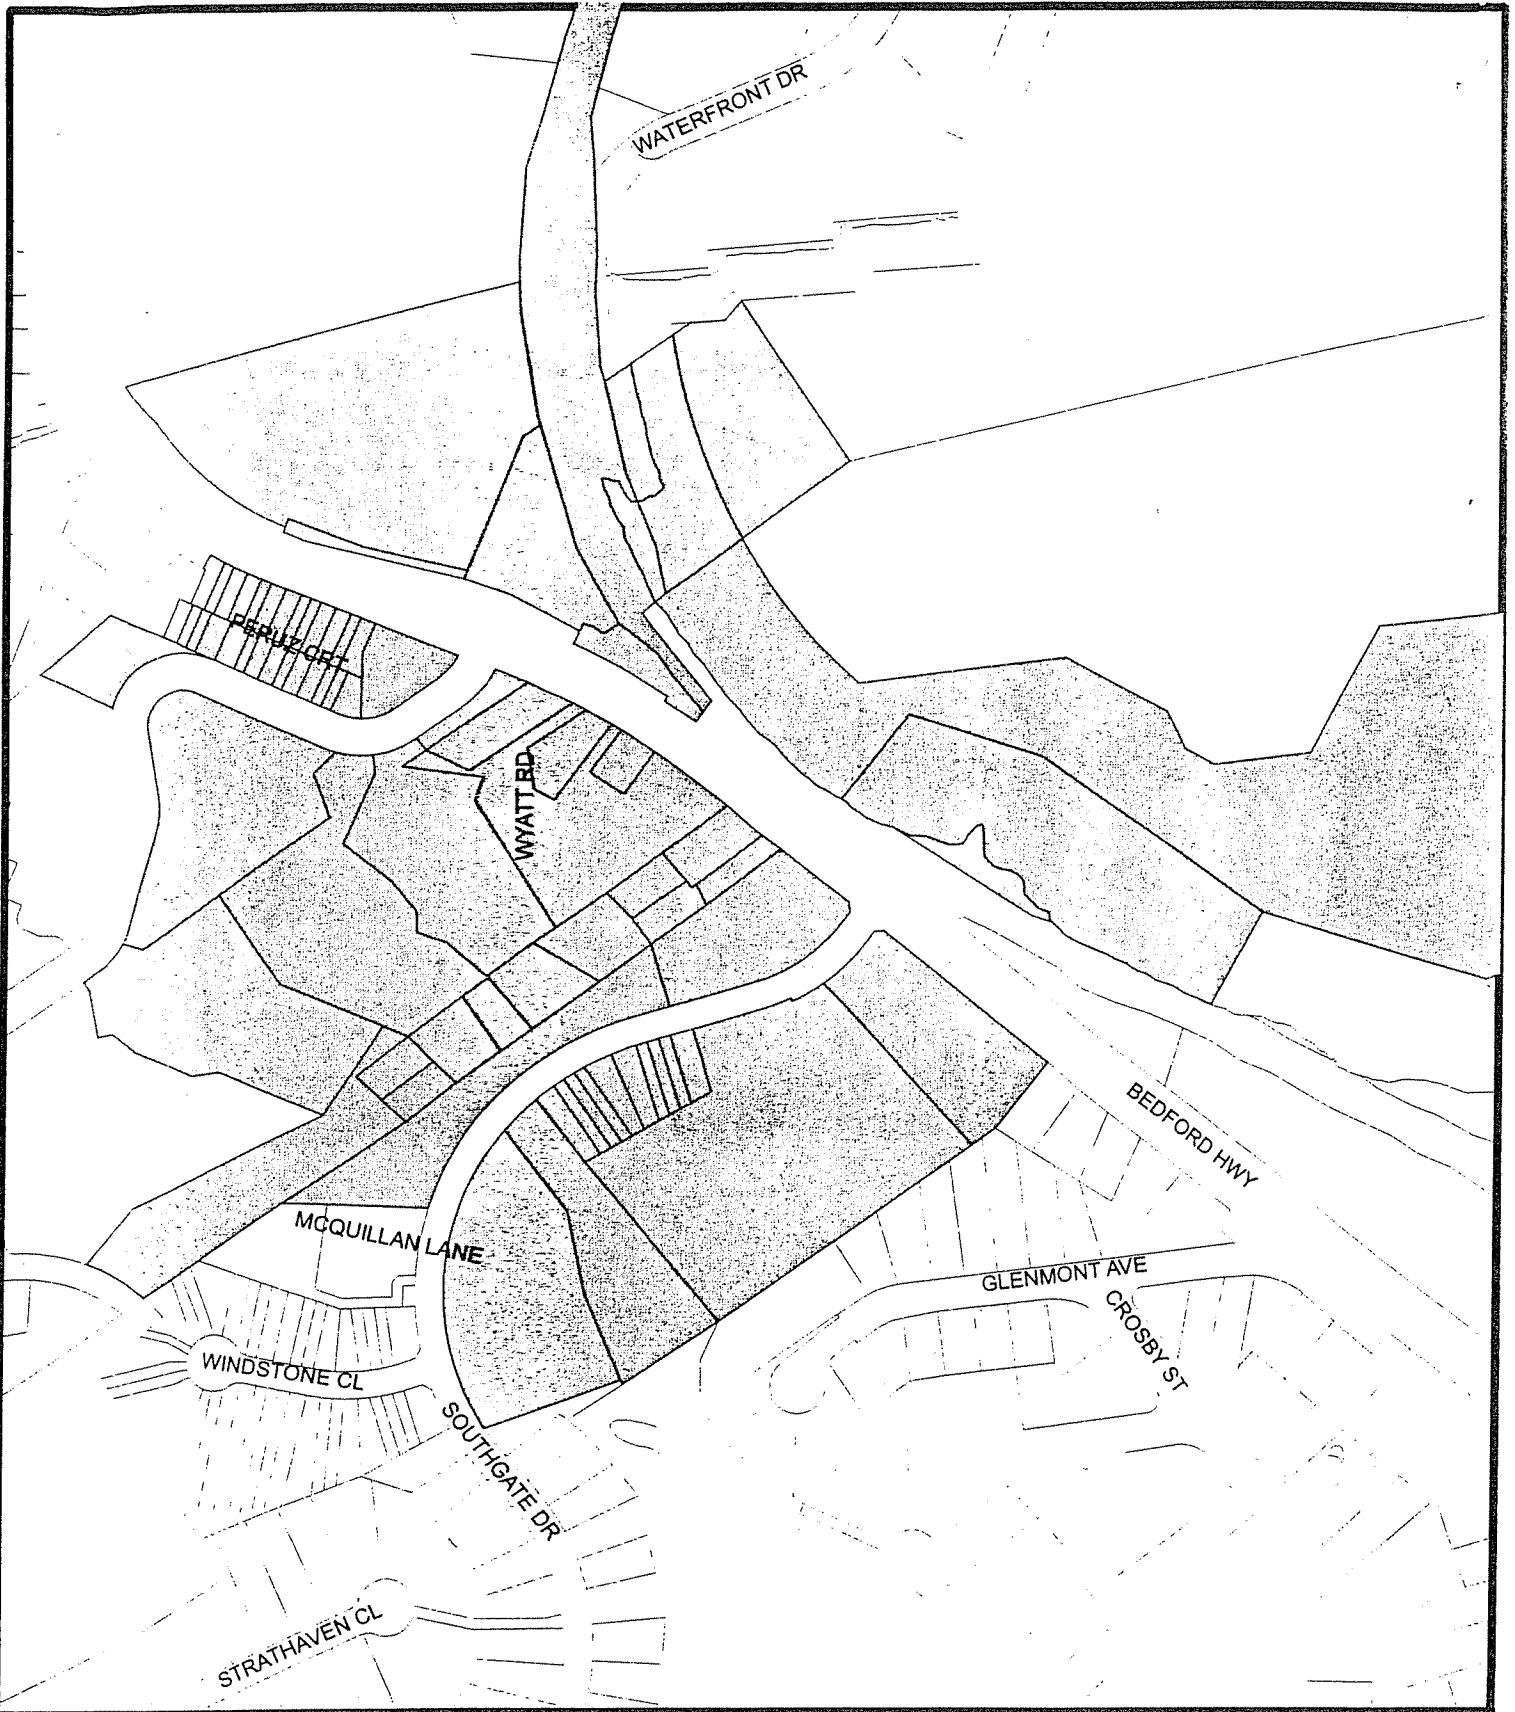 WATERFRONT DR
PERUZ CRT
WYATT RD
BEDFORD HWY
MCQUILLAN LANE
GLENMONT AVE
CROSBY ST
WINDSTONE CL
SOUTHGATE DR
STRATHAVEN CL